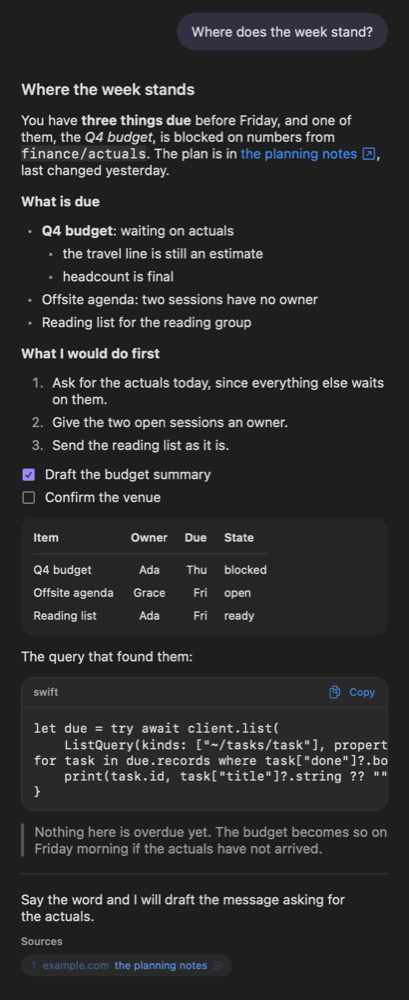 Where does the week stand?
Where the week stands
You have three things due before Friday, and one of
them, the Q4 budget, is blocked on numbers from
finance/actuals. The plan is in the planning notes,
last changed yesterday.
What is due
• Q4 budget: waiting on actuals
• the travel line is still an estimate
• headcount is final
• Offsite agenda: two sessions have no owner
• Reading list for the reading group
What I would do first
1. Ask for the actuals today, since everything else waits
on them.
2. Give the two open sessions an owner.
3. Send the reading list as it is.
Draft the budget summary
Confirm the venue
Item Owner Due State
Q4 budget Ada Thu blocked
Offsite agenda Grace Fri open
Reading list Ada Fri ready
The query that found them:
swift Copy
let due = try await client.list(
ListQuery(kinds: ["~/tasks/task"], propert
for task in due.records where task["done"]?.bo
print(task.id, task["title"]?.string ?? ""
}
Nothing here is overdue yet. The budget becomes so on
Friday morning if the actuals have not arrived.
Say the word and I will draft the message asking for
the actuals.
Sources
1 example.com the planning notes